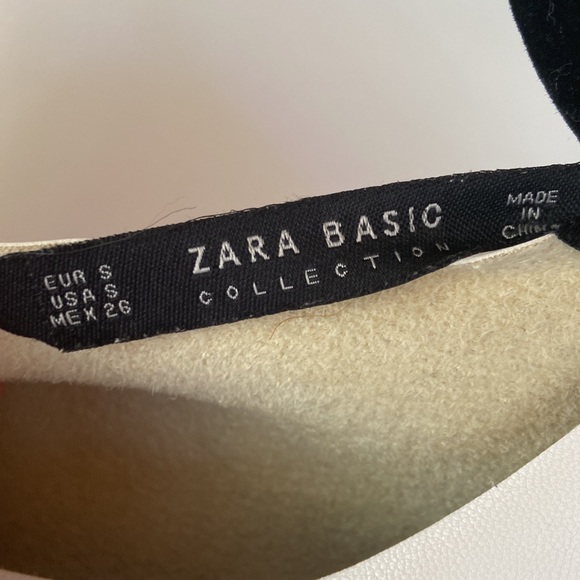 EUR S
USA S
MEX 26
ZARA BASIC
COLLECTION
MADE
IN
CHINA